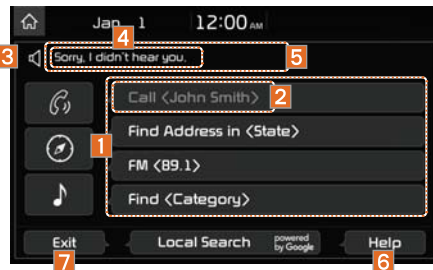 Jan 1 12:00 AM
4
3 Sorry, I didn't hear you. 5
Call <John Smith> 2
1
Find Address in <State>
FM <89.1>
Find <Category>
Exit Local Search powered by Google Help
7 6